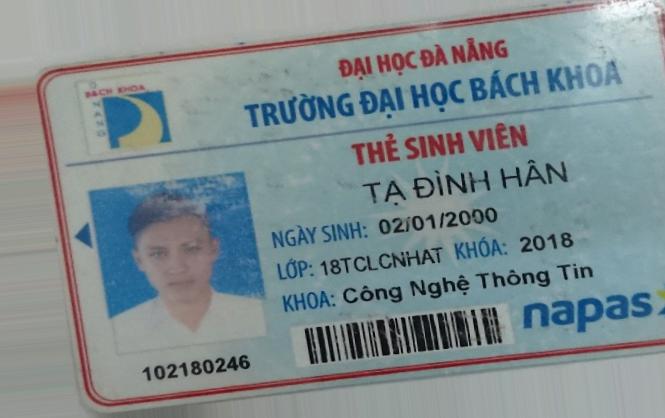 BÁCH KHOA
ĐÀ NẴNG
ĐẠI HỌC ĐÀ NẴNG
TRƯỜNG ĐẠI HỌC BÁCH KHOA
THẺ SINH VIÊN
TẠ ĐÌNH HÂN
NGÀY SINH: 02/01/2000
LỚP: 18TCLCNHAT KHÓA: 2018
KHOA: Công Nghệ Thông Tin
napas
102180246